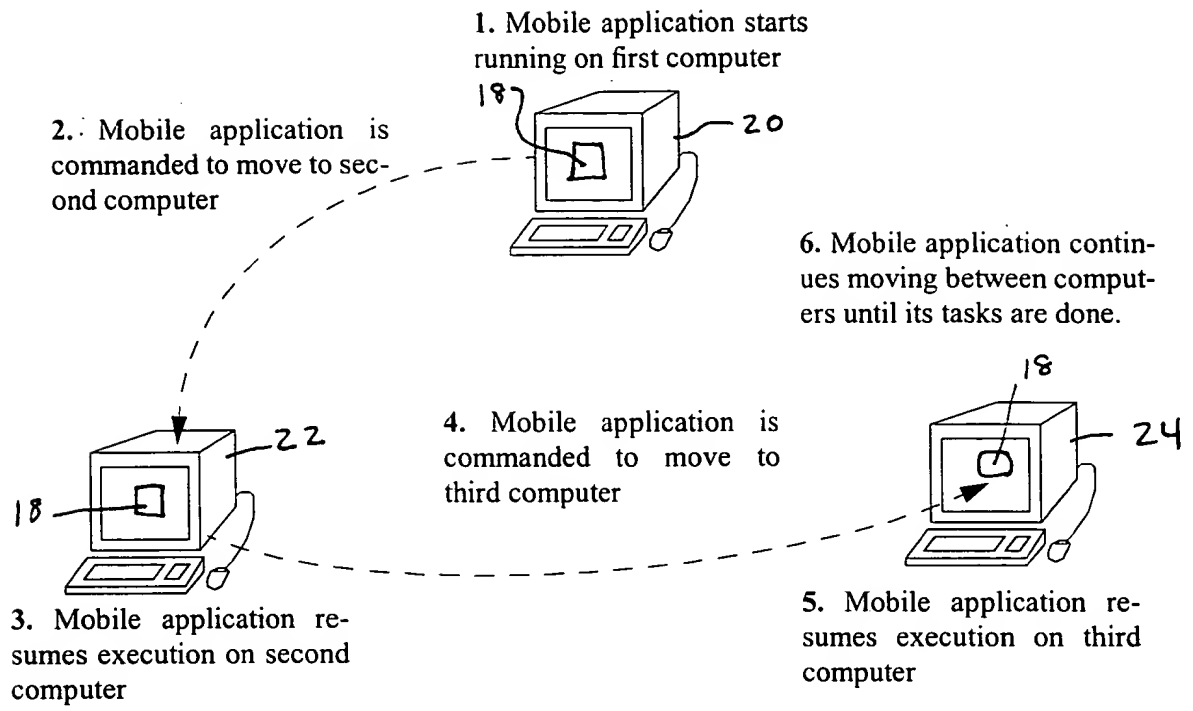 1. Mobile application starts
running on first computer
18
20
2. Mobile application is
commanded to move to sec-
ond computer
6. Mobile application contin-
ues moving between comput-
ers until its tasks are done.
18
24
22
4. Mobile application is
commanded to move to
third computer
18
3. Mobile application re-
sumes execution on second
computer
5. Mobile application re-
sumes execution on third
computer